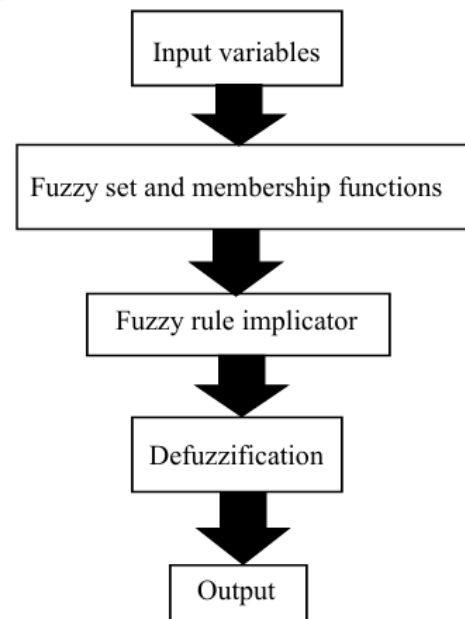 Input variables
Fuzzy set and membership functions
Fuzzy rule implicator
Defuzzification
Output